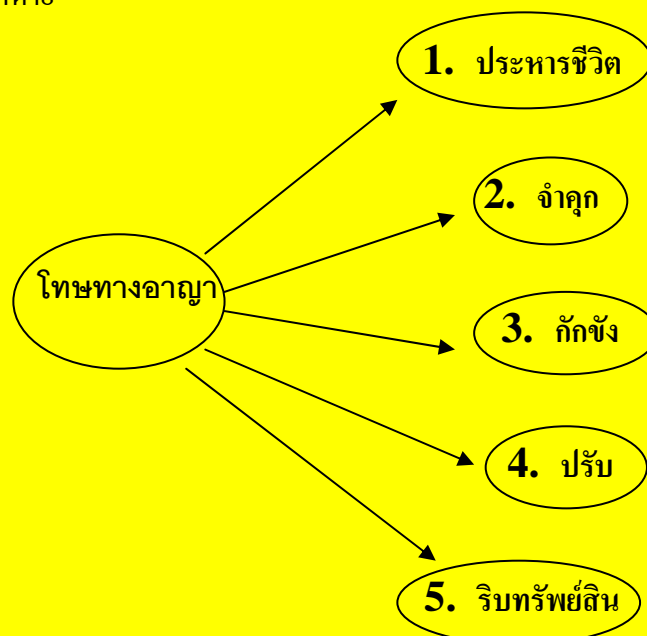 1. ประหารชีวิต
2. จำคุก
โทษทางอาญา
3. กักขัง
4. ปรับ
5. ริบทรัพย์สิน